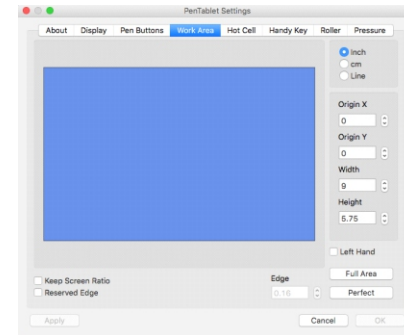 PenTablet Settings
About Display Pen Buttons Work Area Hot Cell Handy Key Roller Pressure
inch
cm
Line
Origin X
0
Origin Y
0
Width
9
Height
5.75
Left Hand
Keep Screen Ratio
Reserved Edge
Edge
0.16
Full Area
Perfect
Apply Cancel OK